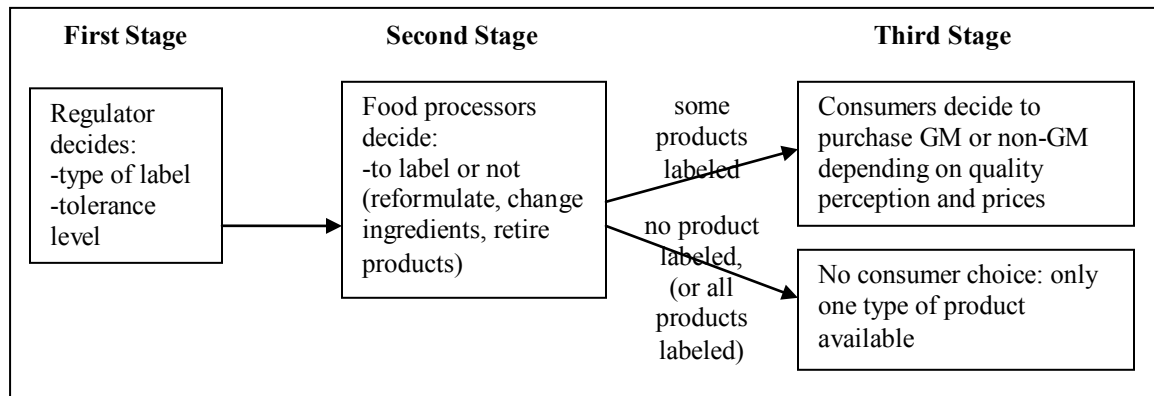 First Stage
Second Stage
Third Stage
Regulator
decides:
-type of label
-tolerance
level
Food processors
decide:
-to label or not
(reformulate, change
ingredients, retire
products)
some
products
labeled
no product
labeled,
(or all
products
labeled)
Consumers decide to
purchase GM or non-GM
depending on quality
perception and prices
No consumer choice: only
one type of product
available